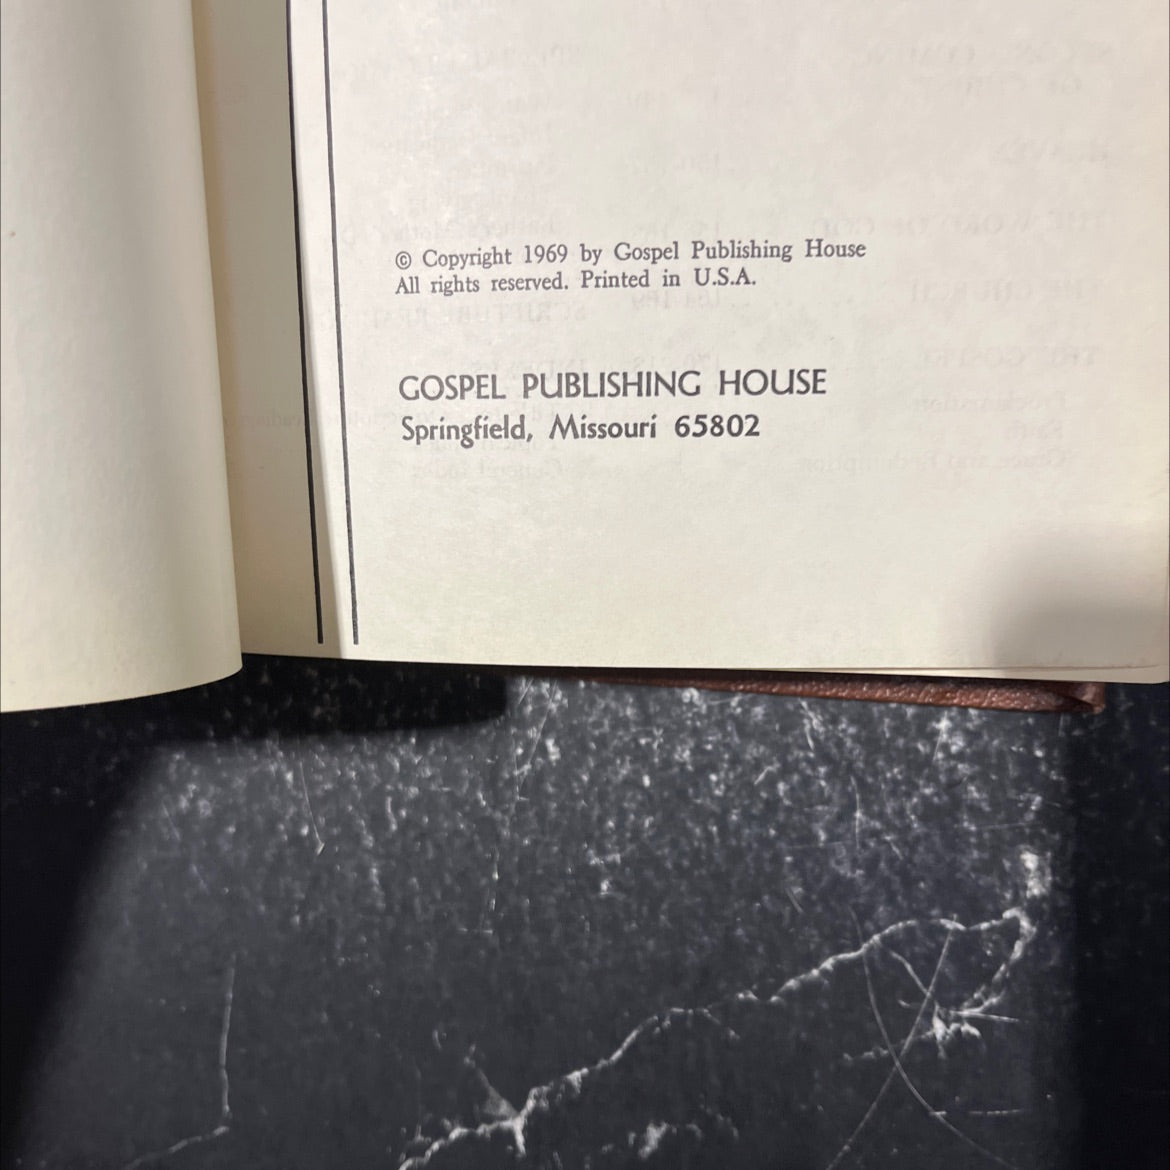 © Copyright 1969 by Gospel Publishing House
All rights reserved. Printed in U.S.A.
GOSPEL PUBLISHING HOUSE
Springfield, Missouri 65802